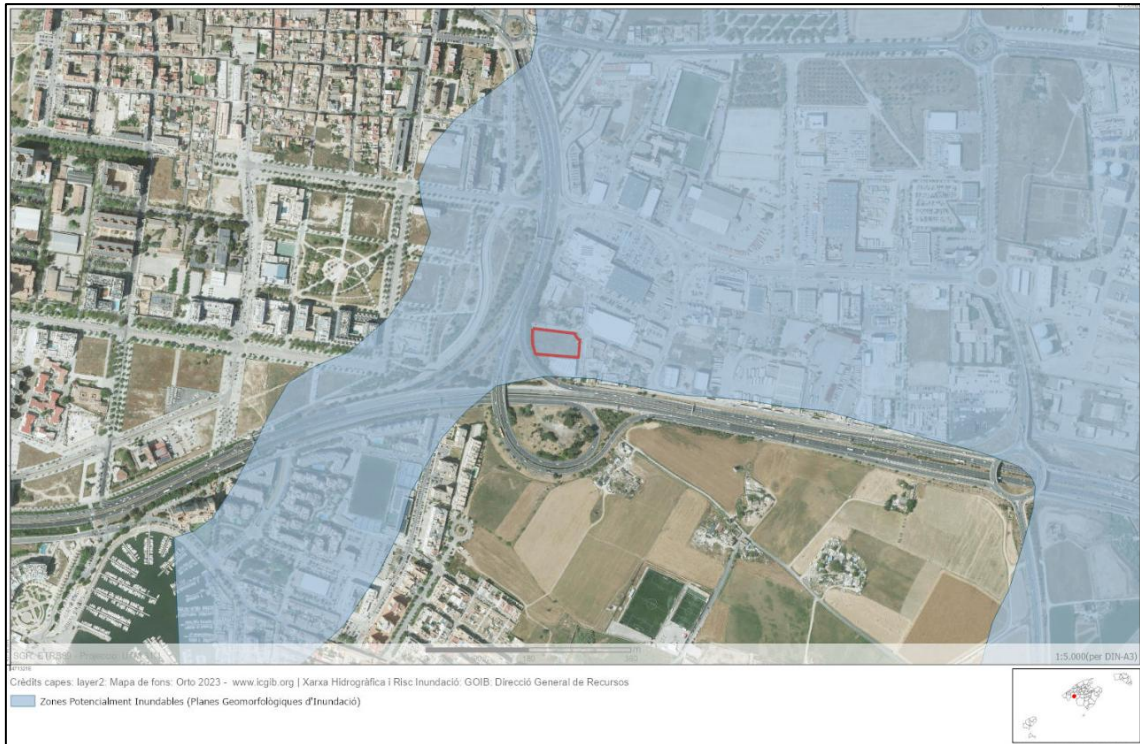 1:5.000(per DIN-A3)
Crèdits capes: layer2: Mapa de fons: Orto 2023 - www.icgib.org | Xarxa Hidrogràfica i Risc Inundació: GOIB: Direcció General de Recursos
Zones Potencialment Inundables (Planes Geomorfològiques d'Inundació)